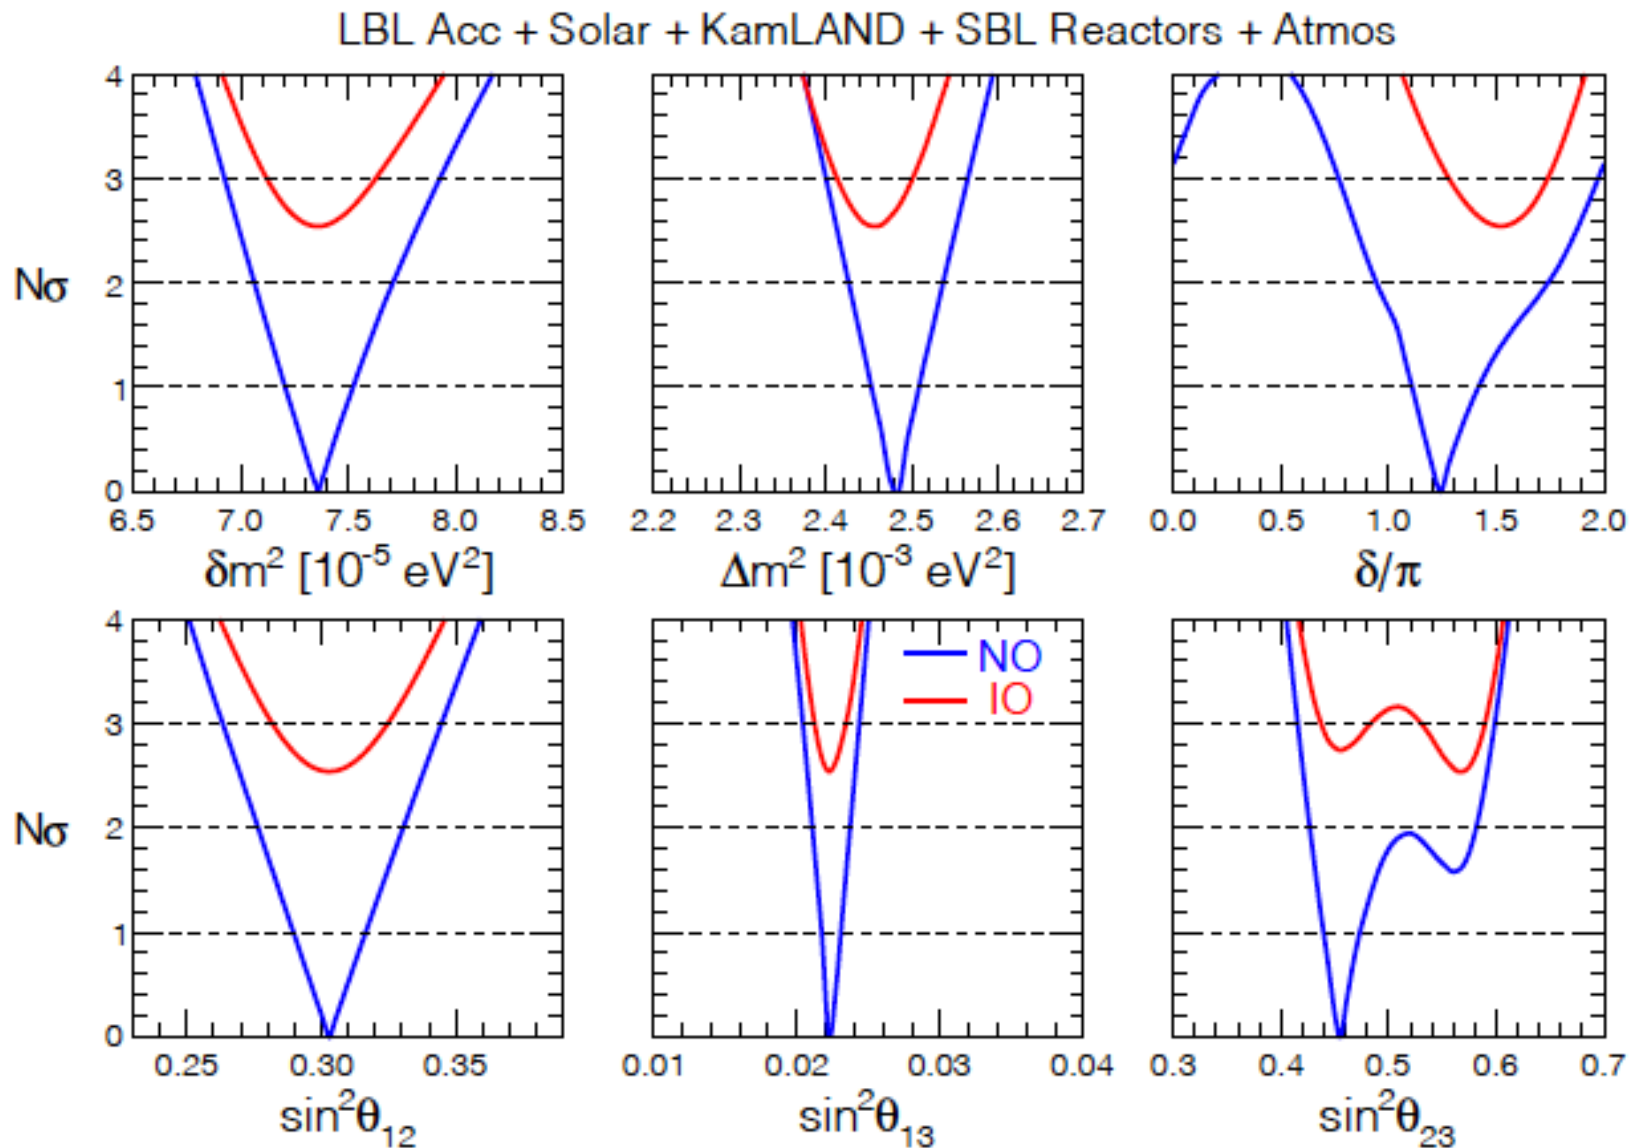 LBL Acc + Solar + KamLAND + SBL Reactors + Atmos
4
3
Nσ
2
1
0
6.5 7.0 7.5 8.0 8.5
2.2 2.3 2.4 2.5 2.6 2.7
0.0 0.5 1.0 1.5 2.0
δm² [10⁻⁵ eV²]
Δm² [10⁻³ eV²]
δ/π
4
3
Nσ
2
1
0
NO
IO
0.25 0.30 0.35
0.01 0.02 0.03 0.04
0.3 0.4 0.5 0.6 0.7
sin²θ₁₂
sin²θ₁₃
sin²θ₂₃